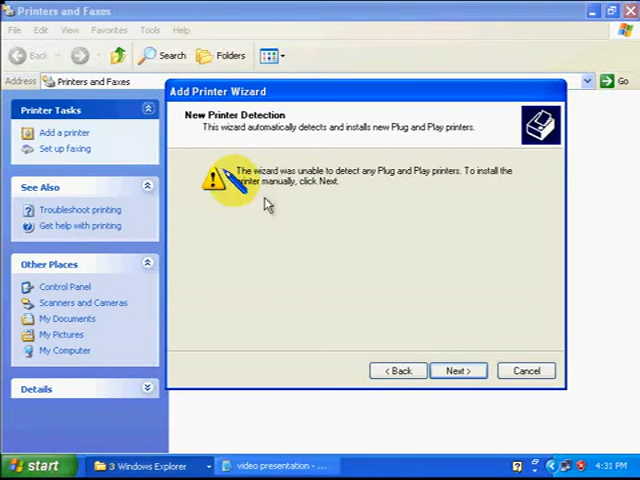 Printers and Faxes
File Edit View Favorites Tools Help
Back Search Folders
Address Printers and Faxes Go
Add Printer Wizard
Printer Tasks
New Printer Detection
This wizard automatically detects and installs new Plug and Play printers.
Add a printer
Set up faxing
The wizard was unable to detect any Plug and Play printers. To install the
printer manually, click Next.
See Also
Troubleshoot printing
Get help with printing
Other Places
Control Panel
Scanners and Cameras
My Documents
My Pictures
My Computer
< Back Next > Cancel
Details
start 3 Windows Explorer video presentation - ... 4:31 PM